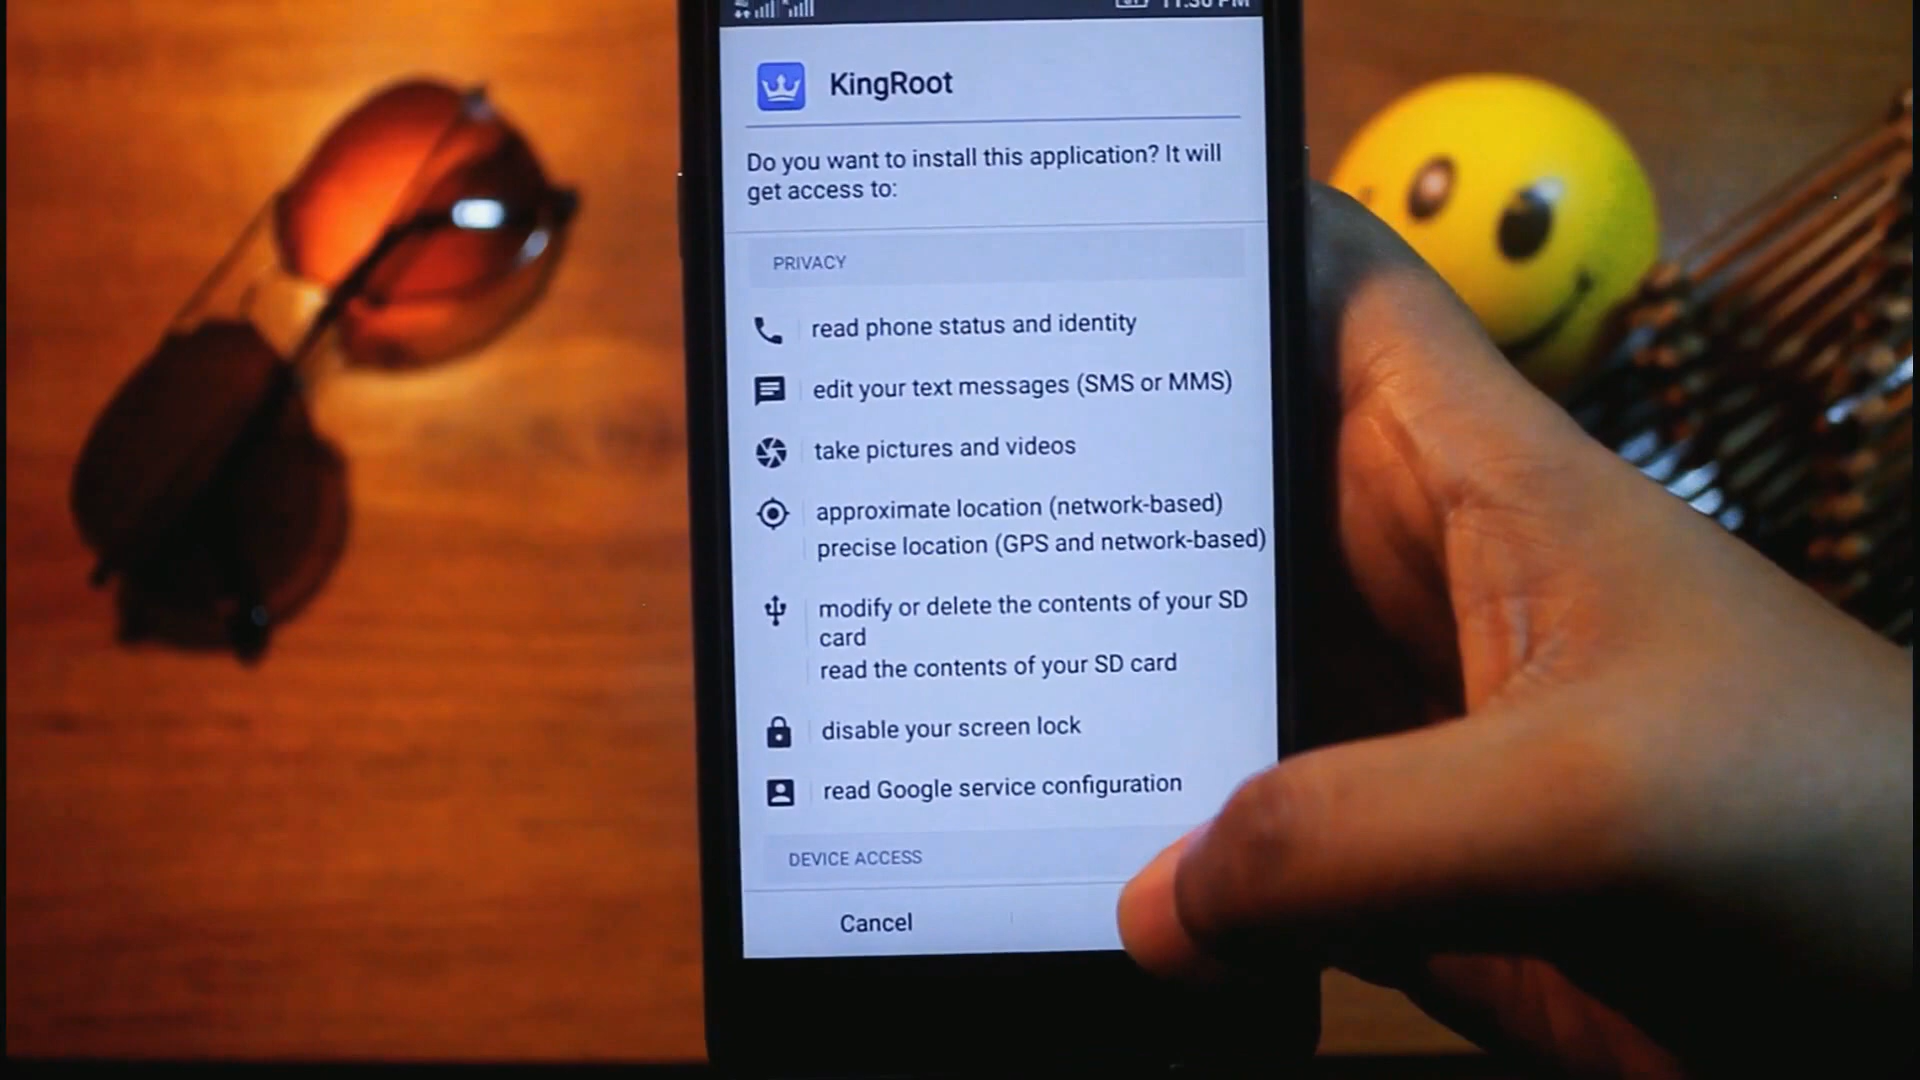 KingRoot
Do you want to install this application? It will
get access to:
PRIVACY
read phone status and identity
edit your text messages (SMS or MMS)
take pictures and videos
approximate location (network-based)
precise location (GPS and network-based)
modify or delete the contents of your SD
card
read the contents of your SD card
disable your screen lock
read Google service configuration
DEVICE ACCESS
Cancel